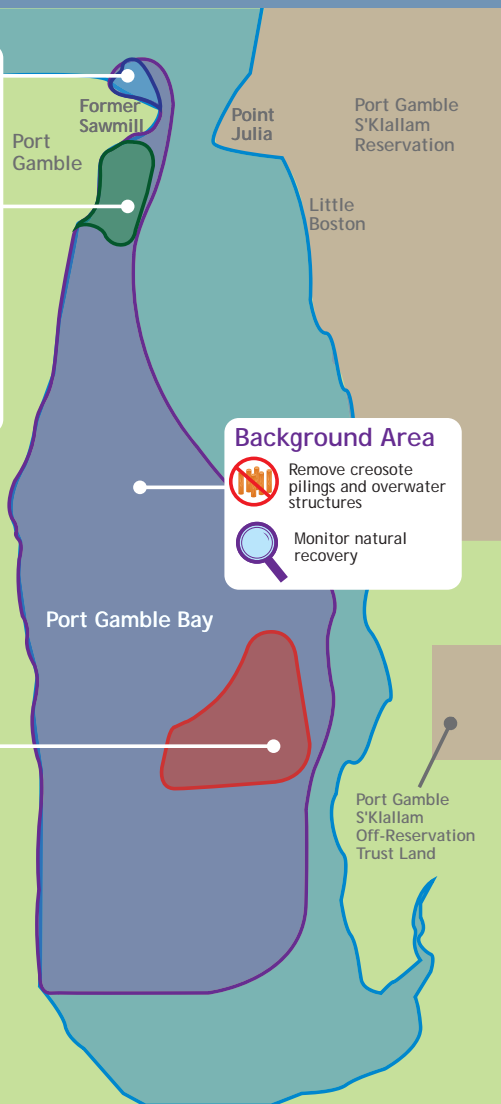 Former
Sawmill
Port
Gamble
Point
Julia
Port Gamble
S'Klallam
Reservation
Little
Boston
Background Area
Remove creosote
pilings and overwater
structures
Monitor natural
recovery
Port Gamble Bay
Port Gamble
S'Klallam
Off-Reservation
Trust Land